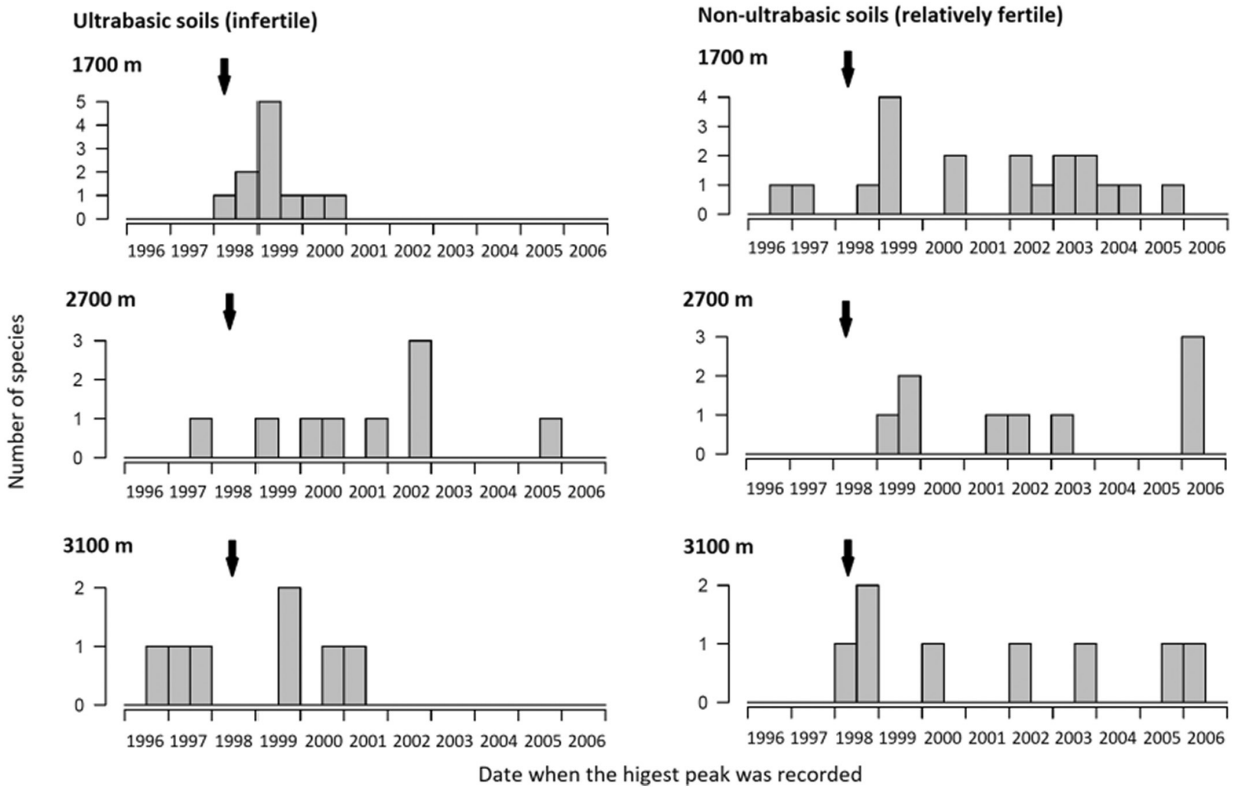 Ultrabasic soils (infertile)
Non-ultrabasic soils (relatively fertile)
Number of species
1700 m
5
4
3
2
1
0
1996 1997 1998 1999 2000 2001 2002 2003 2004 2005 2006
1700 m
4
3
2
1
0
1996 1997 1998 1999 2000 2001 2002 2003 2004 2005 2006
2700 m
3
2
1
0
1996 1997 1998 1999 2000 2001 2002 2003 2004 2005 2006
2700 m
3
2
1
0
1996 1997 1998 1999 2000 2001 2002 2003 2004 2005 2006
3100 m
2
1
0
1996 1997 1998 1999 2000 2001 2002 2003 2004 2005 2006
3100 m
2
1
0
1996 1997 1998 1999 2000 2001 2002 2003 2004 2005 2006
Date when the higest peak was recorded